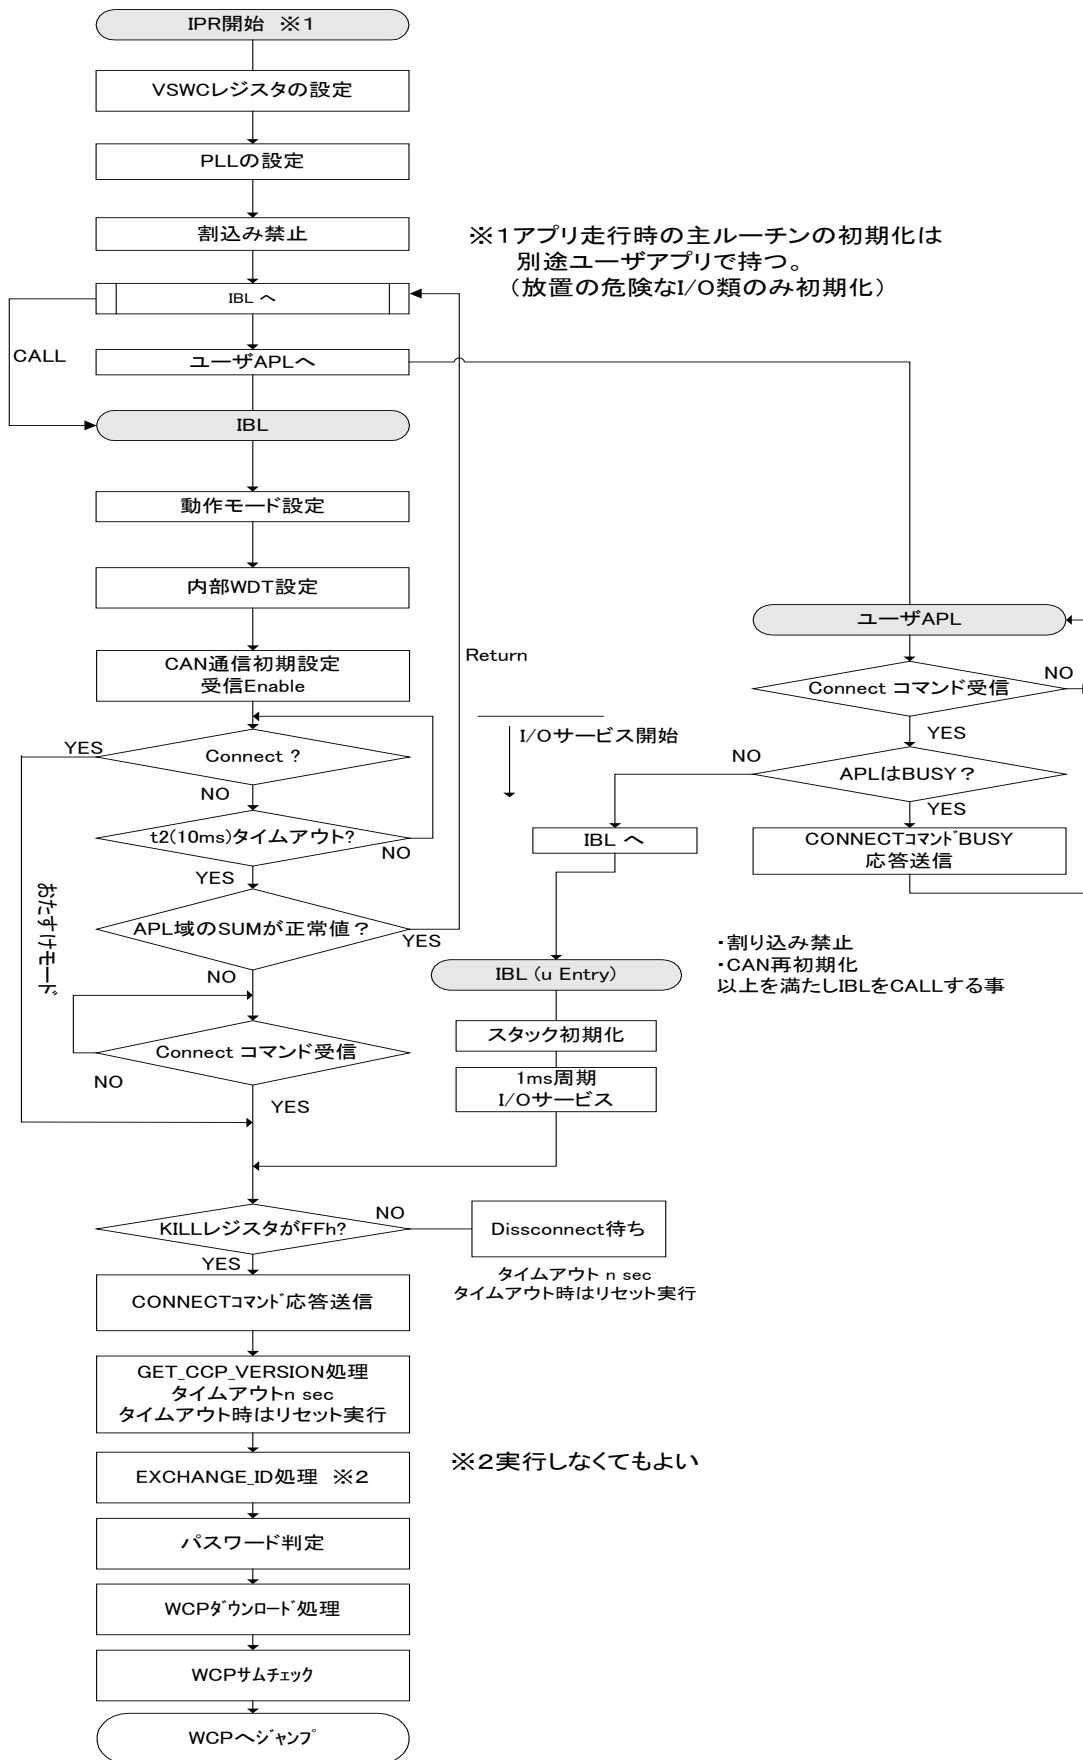 IPR開始 ※1
VSWCレジスタの設定
PLLの設定
割込み禁止
※1アプリ走行時の主ルーチンの初期化は
別途ユーザアプリで持つ。
(放置の危険なI/O類のみ初期化)
IBL へ
CALL
ユーザAPLへ
IBL
動作モード設定
内部WDT設定
CAN通信初期設定
受信Enable
Return
YES
Connect ?
NO
t2(10ms)タイムアウト?
NO
YES
おたすけモード
APL域のSUMが正常値?
YES
NO
Connect コマンド受信
NO
YES
I/Oサービス開始
ユーザAPL
Connect コマンド受信
NO
YES
APLはBUSY?
NO
YES
CONNECTコマンドBUSY
応答送信
IBL へ
・割り込み禁止
・CAN再初期化
以上を満たしIBLをCALLする事
IBL (u Entry)
スタック初期化
1ms周期
I/Oサービス
KILLレジスタがFFh?
NO
YES
Dissconnect待ち
タイムアウト n sec
タイムアウト時はリセット実行
CONNECTコマンド応答送信
GET_CCP_VERSION処理
タイムアウトn sec
タイムアウト時はリセット実行
EXCHANGE_ID処理 ※2
※2実行しなくてもよい
パスワード判定
WCPダウンロード処理
WCPサムチェック
WCPへジャンプ